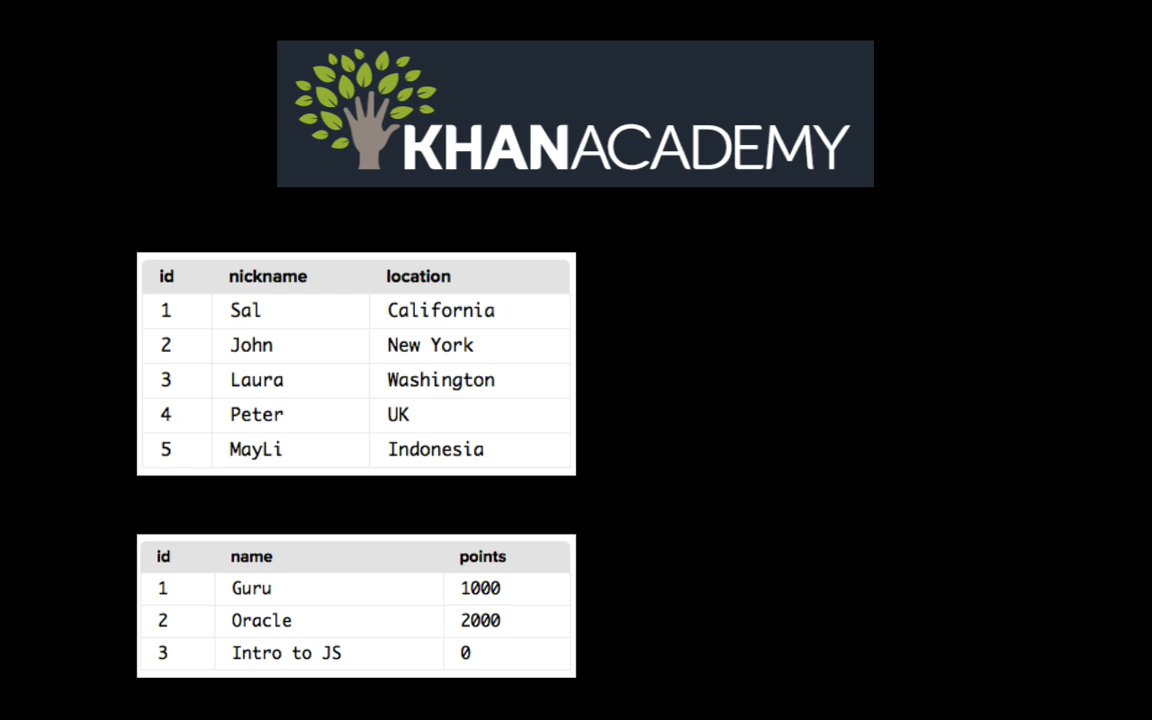 KHANACADEMY
id nickname location
1 Sal California
2 John New York
3 Laura Washington
4 Peter UK
5 MayLi Indonesia
id name points
1 Guru 1000
2 Oracle 2000
3 Intro to JS 0